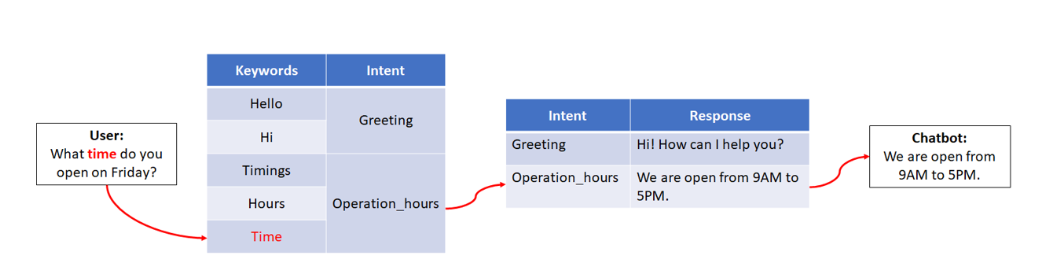 User:
What time do you
open on Friday?
Keywords
Intent
Hello
Hi
Greeting
Timings
Hours
Time
Operation_hours
Intent
Response
Greeting
Hi! How can I help you?
Operation_hours
We are open from 9AM to
5PM.
Chatbot:
We are open from
9AM to 5PM.